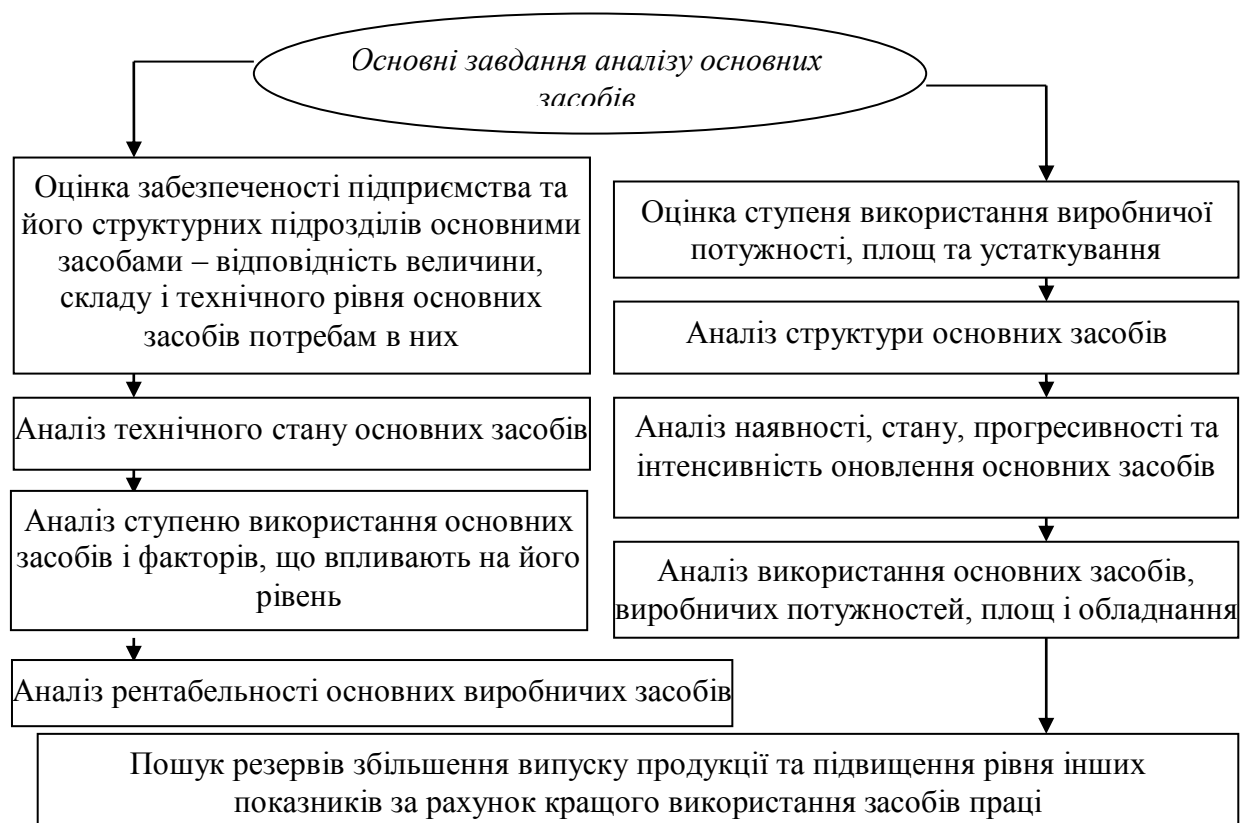 Основні завдання аналізу основних
засобів
Оцінка забезпеченості підприємства та
його структурних підрозділів основними
засобами – відповідність величини,
складу і технічного рівня основних
засобів потребам в них
Аналіз технічного стану основних засобів
Аналіз ступеню використання основних
засобів і факторів, що впливають на його
рівень
Аналіз рентабельності основних виробничих засобів
Оцінка ступеня використання виробничої
потужності, площ та устаткування
Аналіз структури основних засобів
Аналіз наявності, стану, прогресивності та
інтенсивність оновлення основних засобів
Аналіз використання основних засобів,
виробничих потужностей, площ і обладнання
Пошук резервів збільшення випуску продукції та підвищення рівня інших
показників за рахунок кращого використання засобів праці